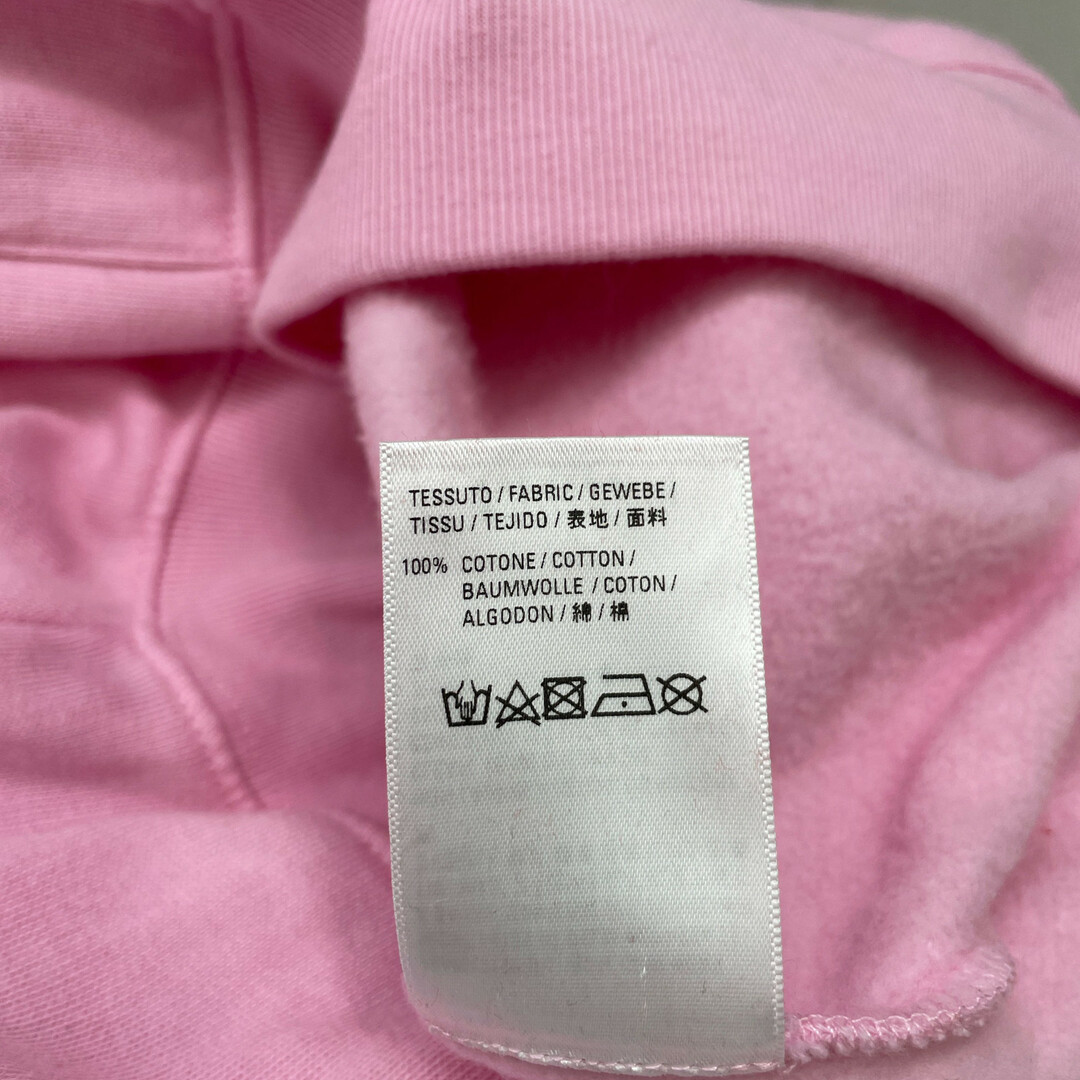 TESSUTO / FABRIC / GEWEBE /
TISSU / TEJIDO / 表地 / 面料
100% COTONE / COTTON /
BAUMWOLLE / COTON /
ALGODON / 綿 / 棉